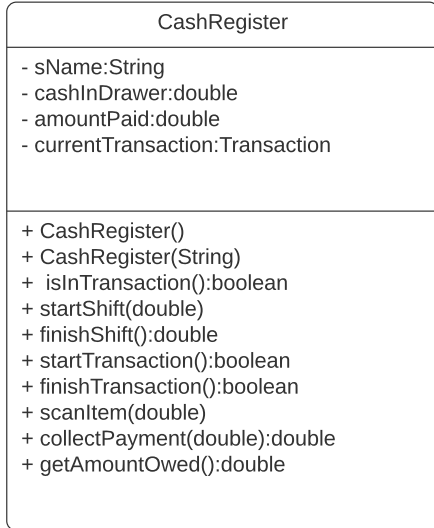 CashRegister
- sName:String
- cashInDrawer:double
- amountPaid:double
- currentTransaction:Transaction
+ CashRegister()
+ CashRegister(String)
+  isInTransaction():boolean
+ startShift(double)
+ finishShift():double
+ startTransaction():boolean
+ finishTransaction():boolean
+ scanItem(double)
+ collectPayment(double):double
+ getAmountOwed():double